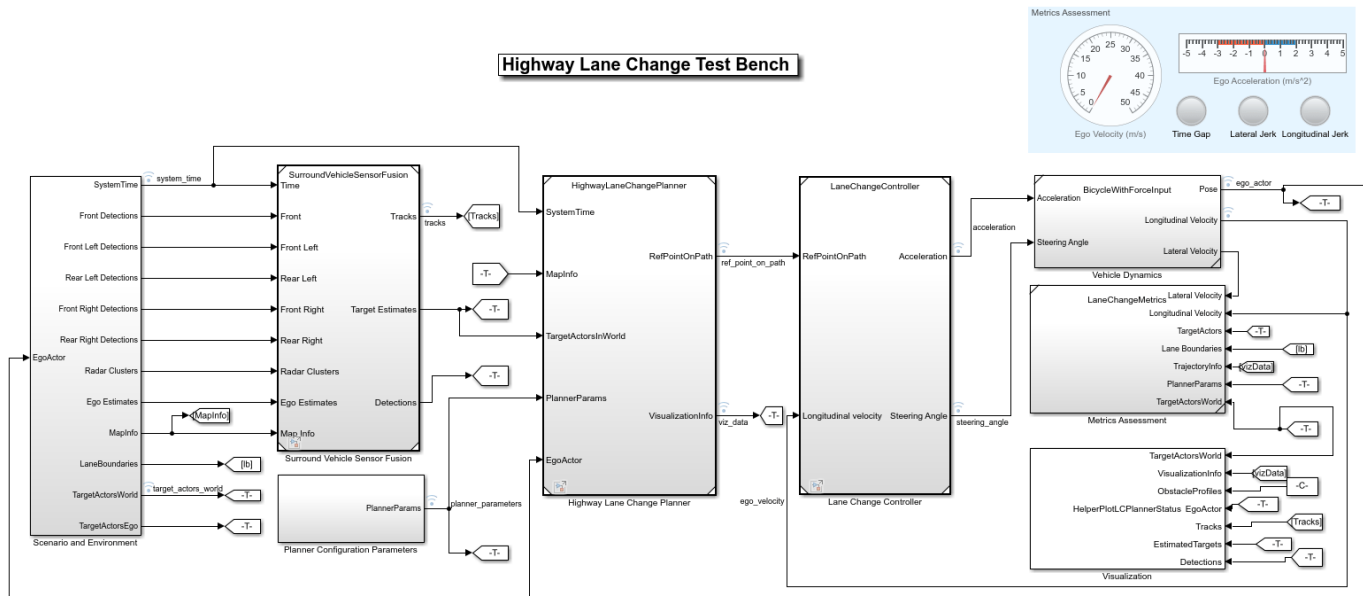 Metrics Assessment
0 5 10 15 20 25 30 35 40 45 50
Ego Velocity (m/s)
-5 -4 -3 -2 -1 0 1 2 3 4 5
Ego Acceleration (m/s^2)
Time Gap
Lateral Jerk
Longitudinal Jerk
Highway Lane Change Test Bench
SystemTime
Front Detections
Front Left Detections
Rear Left Detections
Front Right Detections
Rear Right Detections
EgoActor
Radar Clusters
Ego Estimates
MapInfo
LaneBoundaries
TargetActorsWorld
TargetActorsEgo
Scenario and Environment
system_time
[MapInfo]
[lb]
target_actors_world
-T-
-T-
SurroundVehicleSensorFusion
Time
Front
Front Left
Rear Left
Front Right
Rear Right
Radar Clusters
Ego Estimates
Map Info
Tracks
Target Estimates
Detections
Surround Vehicle Sensor Fusion
tracks
[Tracks]
-T-
-T-
PlannerParams
Planner Configuration Parameters
planner_parameters
-T-
-T-
HighwayLaneChangePlanner
SystemTime
MapInfo
TargetActorsInWorld
PlannerParams
EgoActor
RefPointOnPath
VisualizationInfo
Highway Lane Change Planner
ref_point_on_path
viz_data
-T-
ego_velocity
LaneChangeController
RefPointOnPath
Longitudinal velocity
Acceleration
Steering Angle
Lane Change Controller
acceleration
steering_angle
BicycleWithForceInput
Acceleration
Steering Angle
Pose
Longitudinal Velocity
Lateral Velocity
Vehicle Dynamics
ego_actor
-T-
LaneChangeMetrics
Lateral Velocity
Longitudinal Velocity
TargetActors
-T-
Lane Boundaries
[lb]
TrajectoryInfo
[vizData]
PlannerParams
-T-
TargetActorsWorld
-T-
Metrics Assessment
TargetActorsWorld
VisualizationInfo
[vizData]
ObstacleProfiles
-C-
HelperPlotLCPlannerStatus
EgoActor
-T-
Tracks
[Tracks]
EstimatedTargets
-T-
Detections
-T-
Visualization